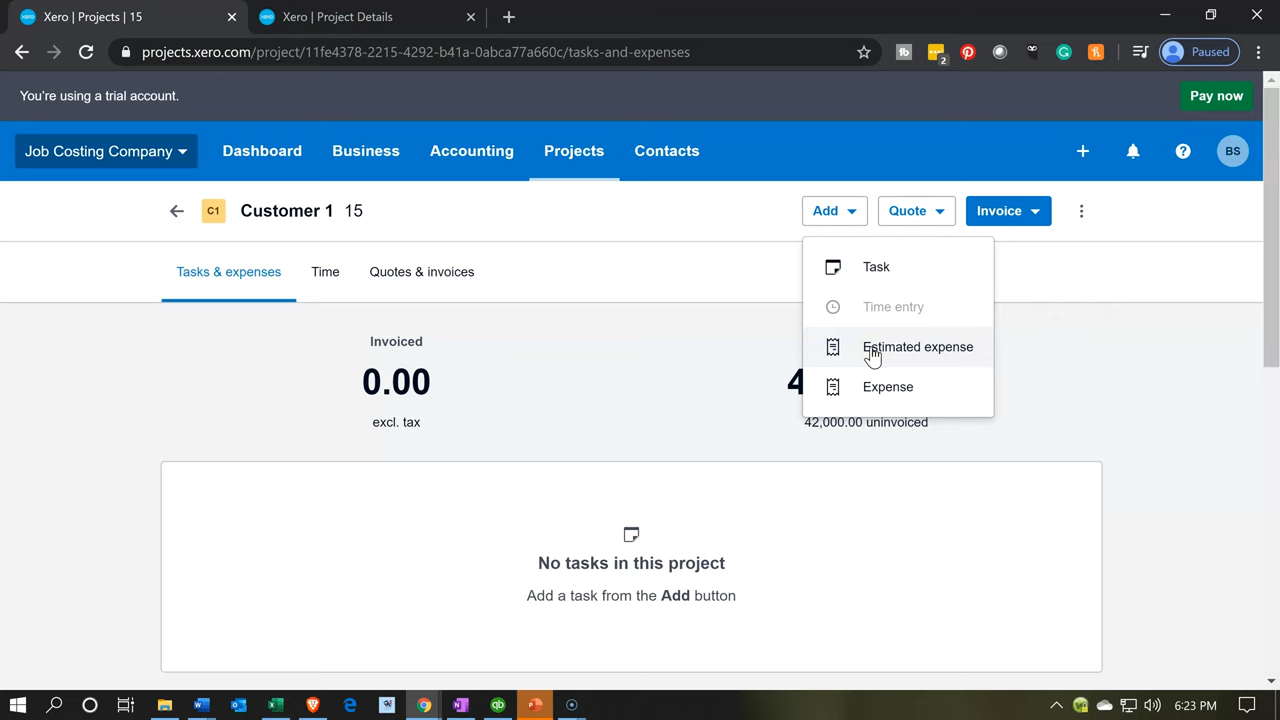 Xero | Projects | 15
Xero | Project Details
projects.xero.com/project/11fe4378-2215-4292-b41a-0abca77a660c/tasks-and-expenses
2
Paused
You're using a trial account.
Pay now
Job Costing Company
Dashboard
Business
Accounting
Projects
Contacts
BS
C1
Customer 1 15
Add
Quote
Invoice
Tasks & expenses
Time
Quotes & invoices
Task
Time entry
Estimated expense
Expense
Invoiced
0.00
4
excl. tax
42,000.00 uninvoiced
No tasks in this project
Add a task from the Add button
6:23 PM